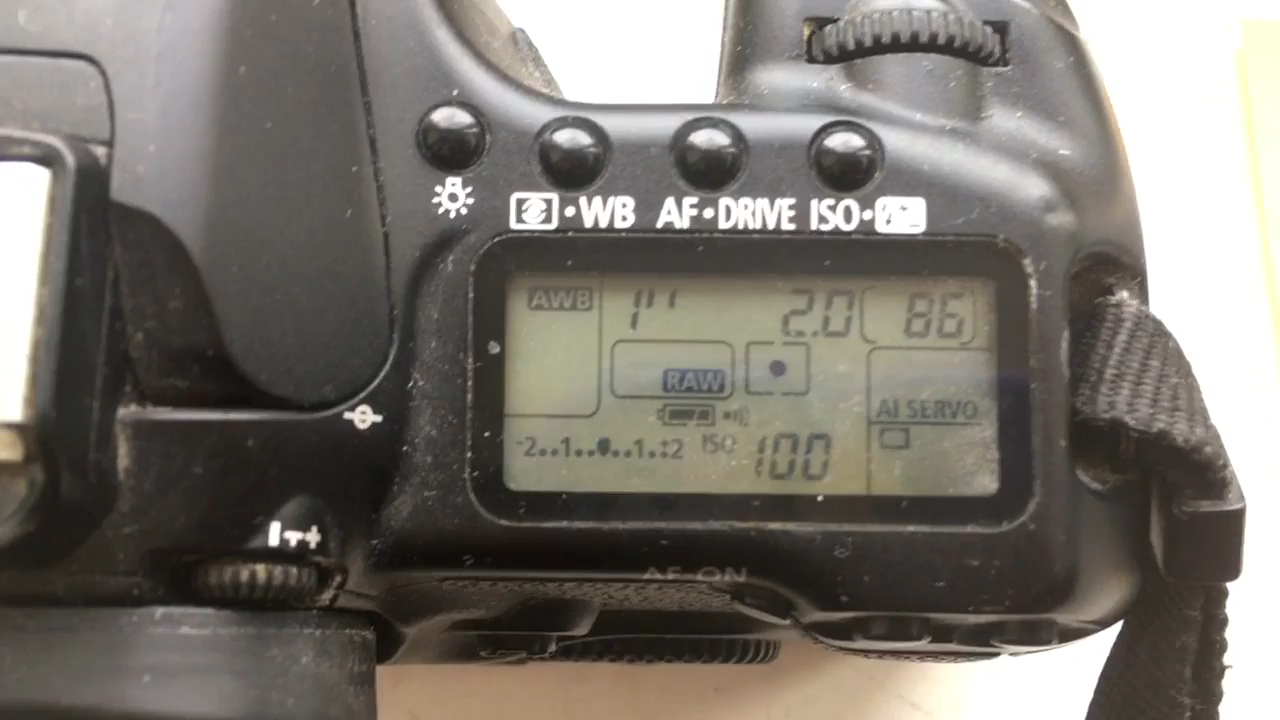 WB AF•DRIVE ISO•
AWB 1" 2.0 [86]
RAW
AI SERVO
-2..1..0..1.:2 ISO 100
AF-ON